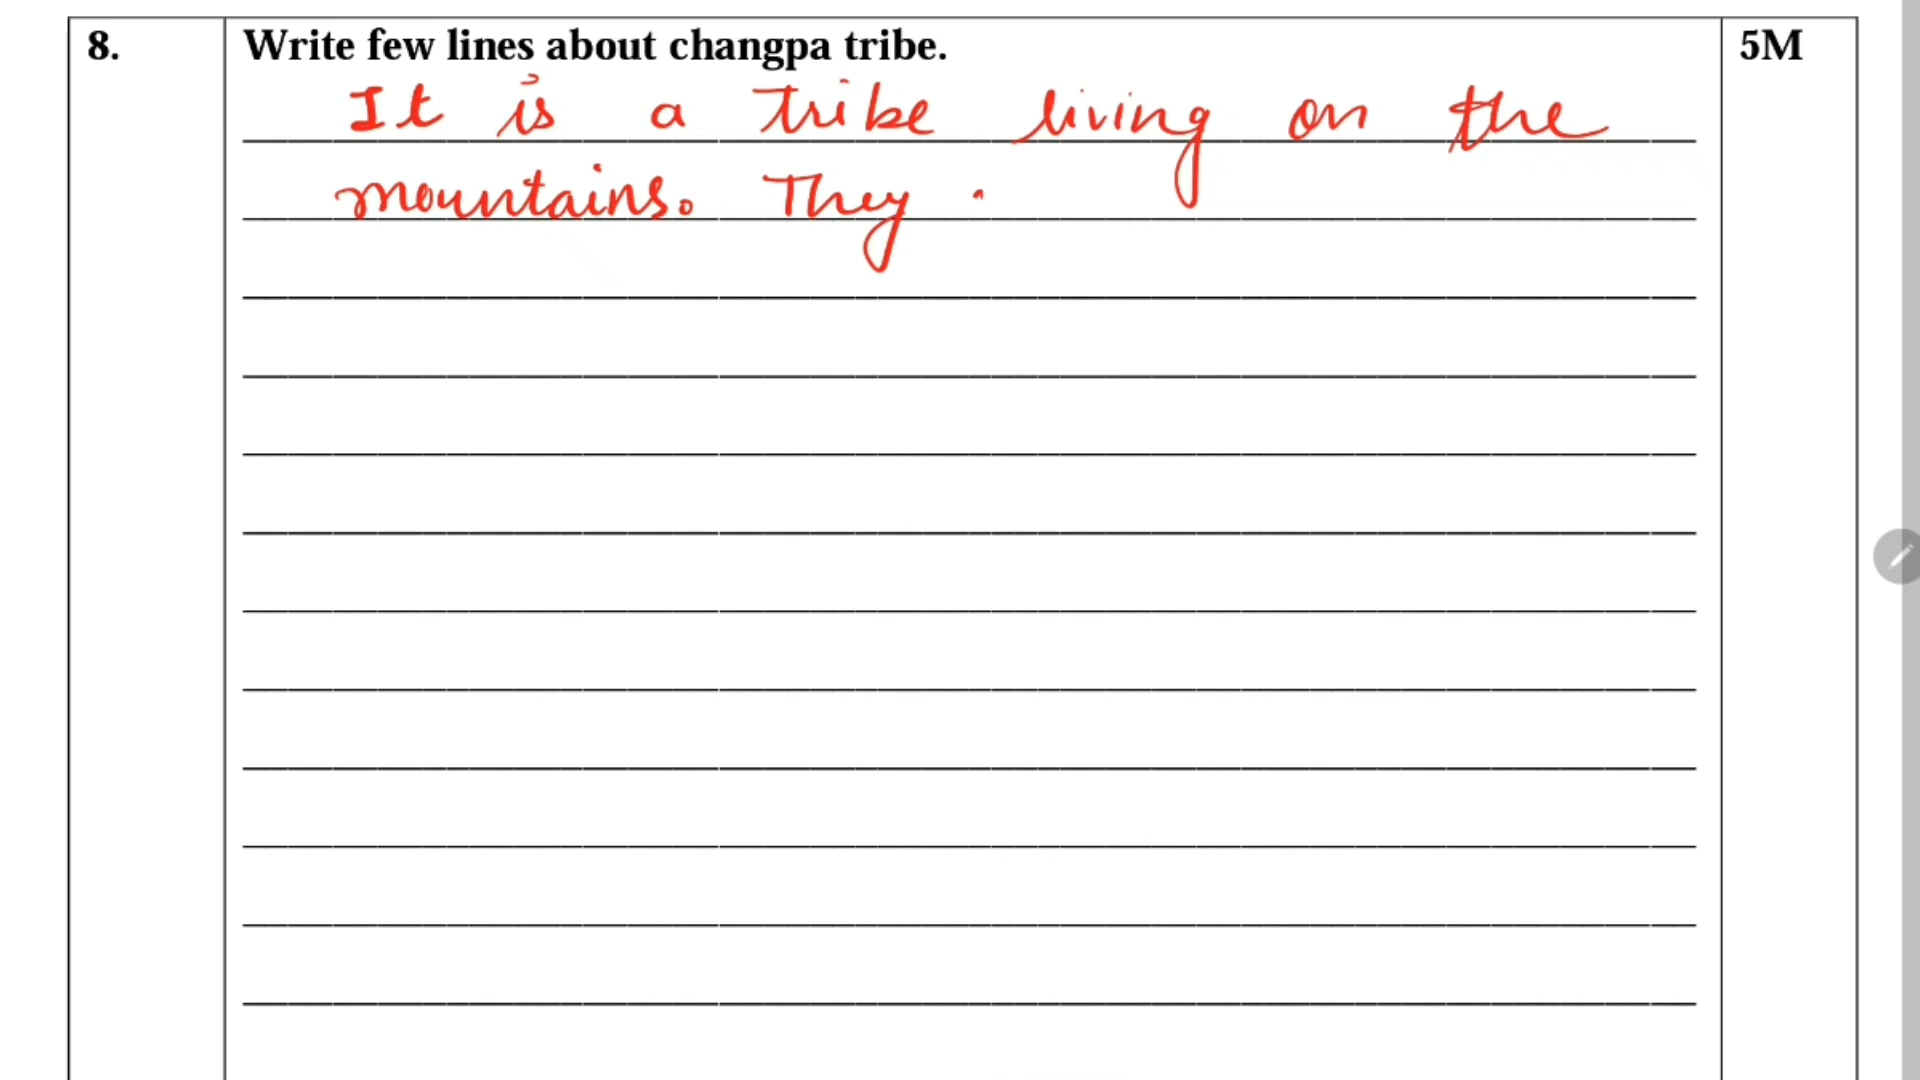 8. Write few lines about changpa tribe. 5M
It is a tribe living on the
mountains. They